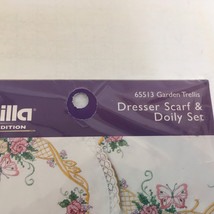 65513 Garden Trellis
Dresser Scarf &
Doily Set
illa
EDITION